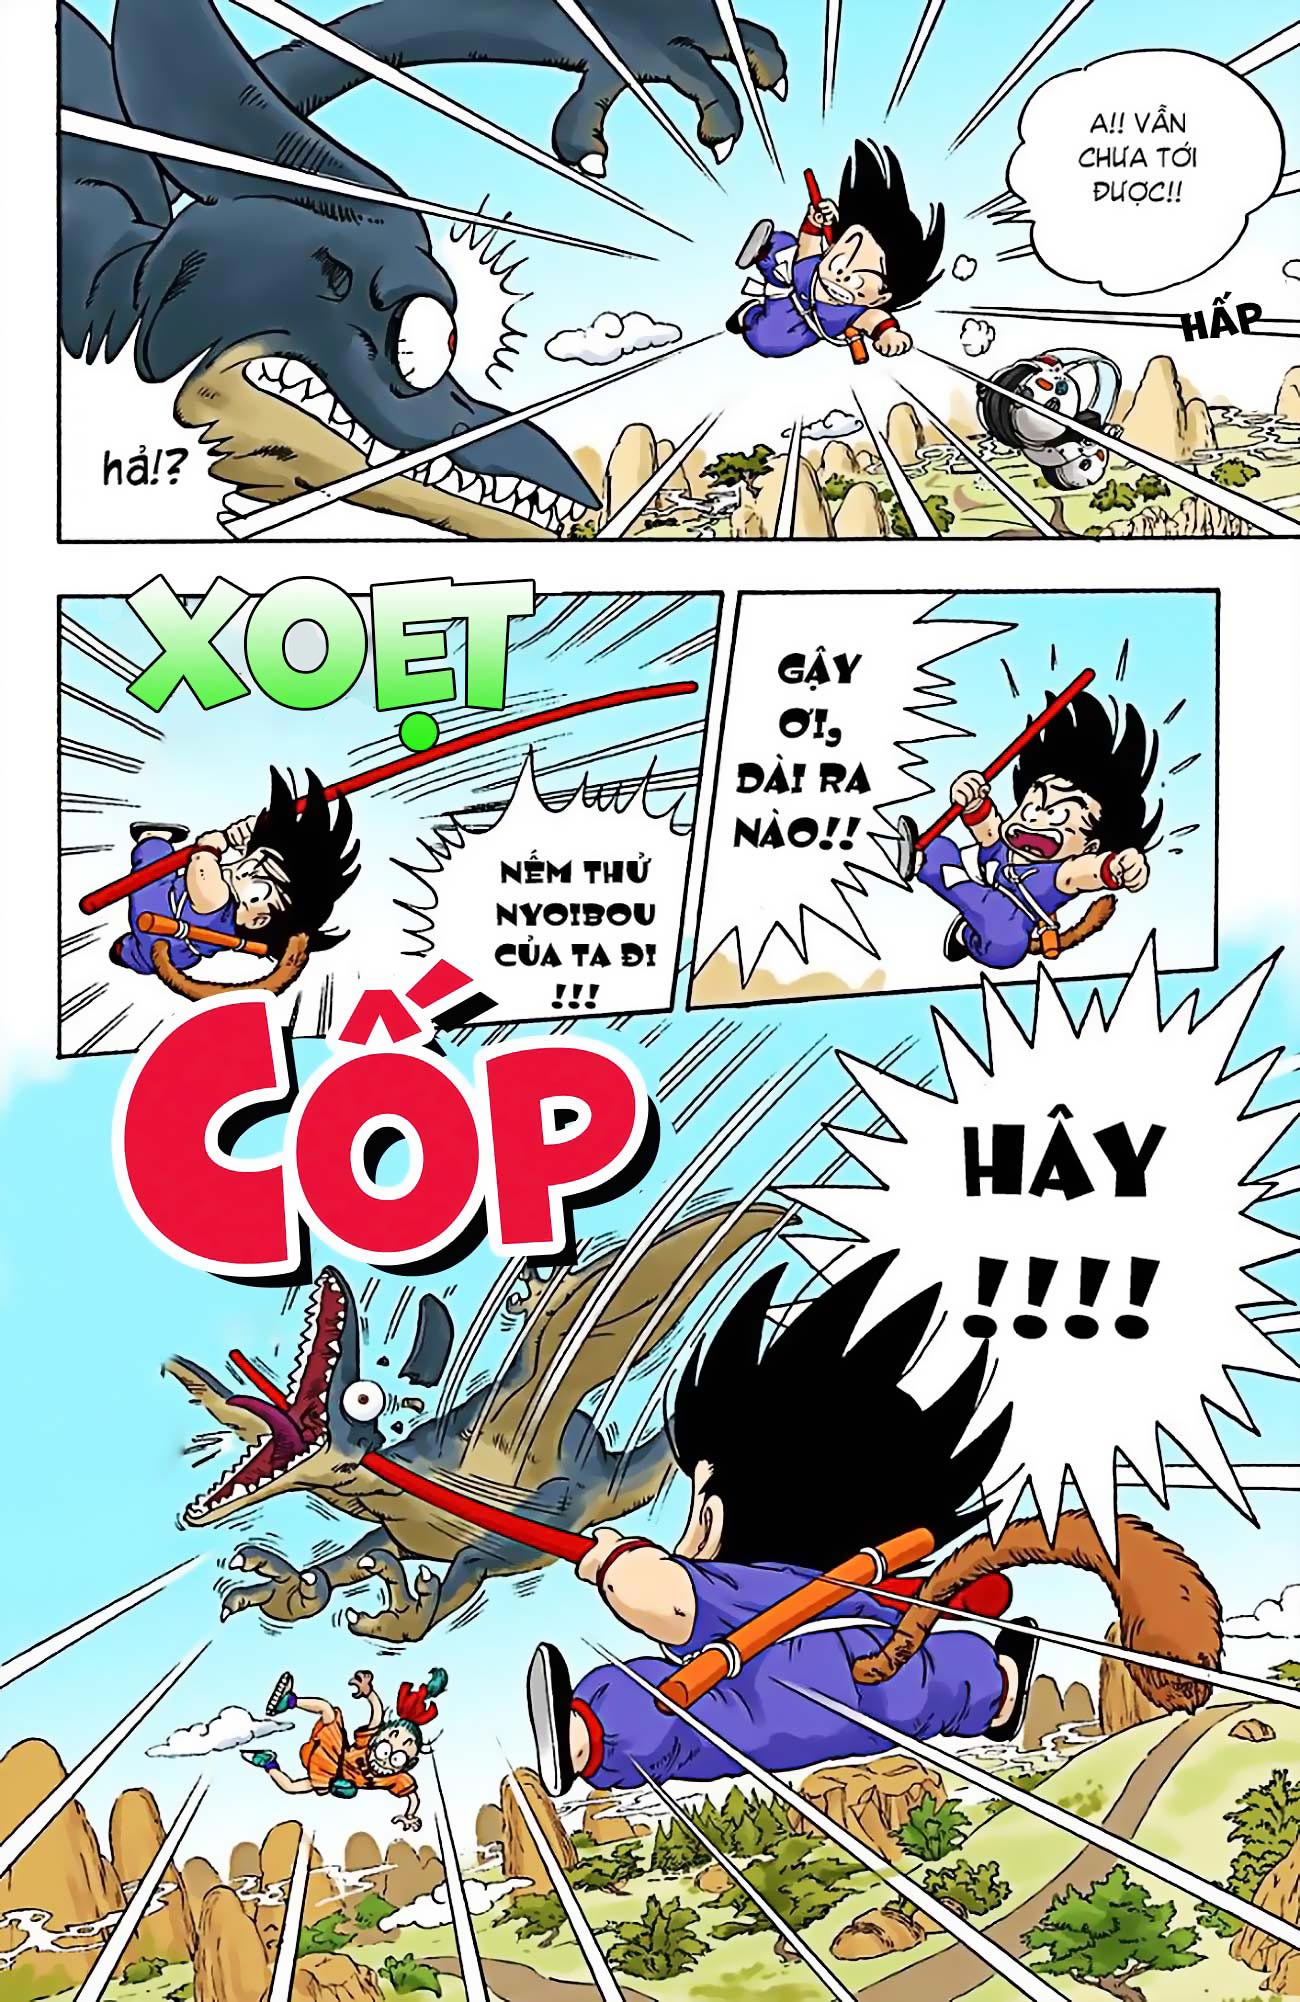 A!! VẪN
CHƯA TỚI
ĐƯỢC!!
HẤP
hả!?
GẬY
ƠI,
DÀI RA
NÀO!!
XOẸT
NẾM THỬ
NYOIBOU
CỦA TA ĐI
!!!
CỐP
HÂY
!!!!